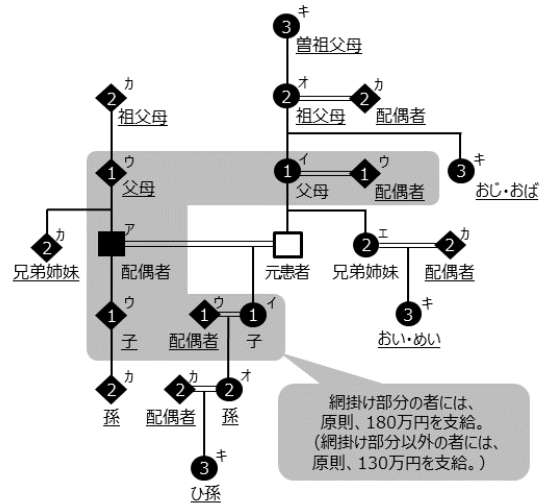 3 キ
曽祖父母
2 カ
祖父母
2 オ
祖父母
2 カ
配偶者
1 ウ
父母
1 イ
父母
1 ウ
配偶者
3 キ
おじ・おば
2 カ
兄弟姉妹
ア
配偶者
元患者
2 エ
兄弟姉妹
2 カ
配偶者
1 ウ
子
1 ウ
配偶者
1 イ
子
3 キ
おい・めい
2 カ
孫
2 カ
配偶者
2 オ
孫
3 キ
ひ孫
網掛け部分の者には、
原則、180万円を支給。
(網掛け部分以外の者には、
原則、130万円を支給。)